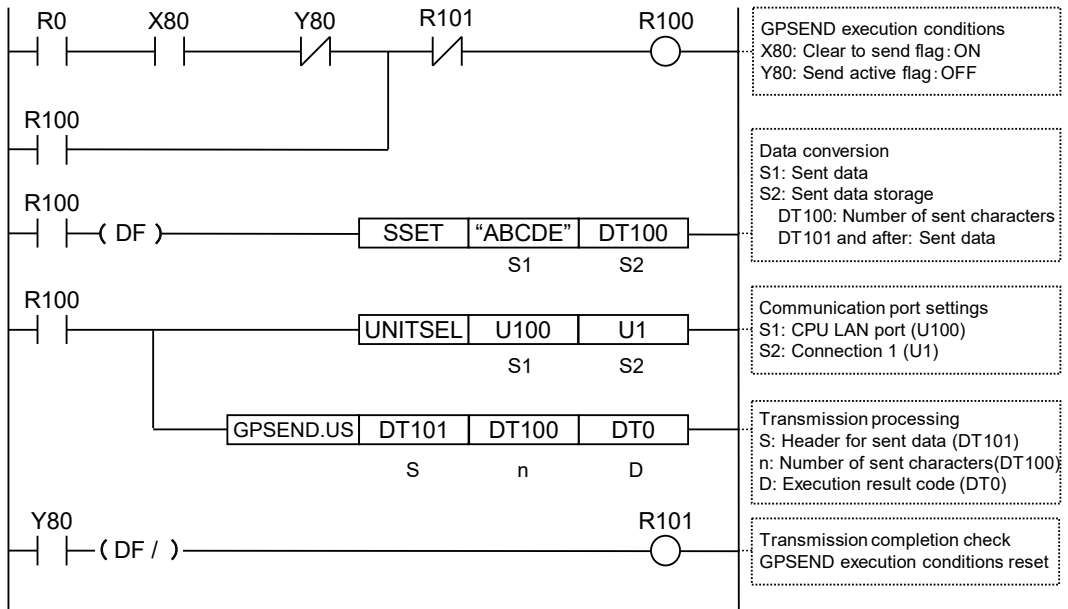 R0 X80 Y80 R101 R100
GPSEND execution conditions
X80: Clear to send flag:ON
Y80: Send active flag:OFF
R100
Data conversion
S1: Sent data
S2: Sent data storage
DT100: Number of sent characters
DT101 and after: Sent data
R100
( DF )
SSET “ABCDE” DT100
S1 S2
R100
Communication port settings
S1: CPU LAN port (U100)
S2: Connection 1 (U1)
UNITSEL U100 U1
S1 S2
Transmission processing
S: Header for sent data (DT101)
n: Number of sent characters(DT100)
D: Execution result code (DT0)
GPSEND.US DT101 DT100 DT0
S n D
Y80 R101
( DF / )
Transmission completion check
GPSEND execution conditions reset